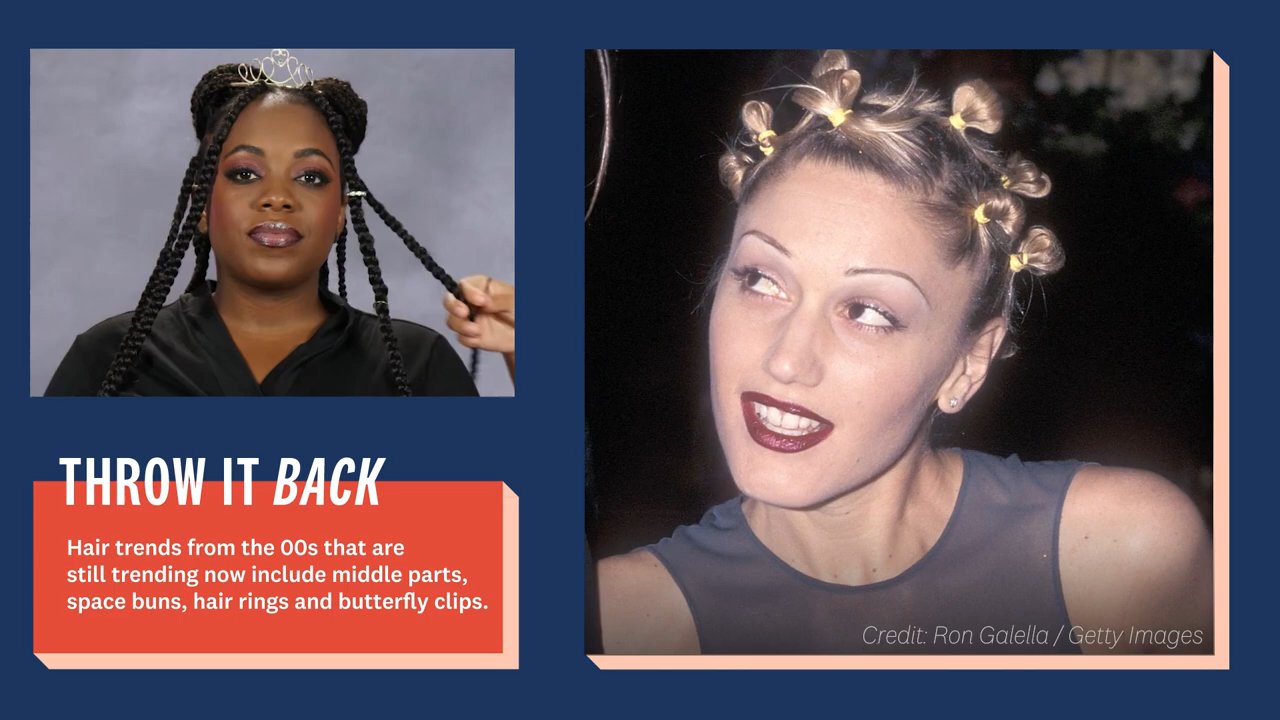 THROW IT BACK
Hair trends from the 00s that are
still trending now include middle parts,
space buns, hair rings and butterfly clips.
Credit: Ron Galella / Getty Images